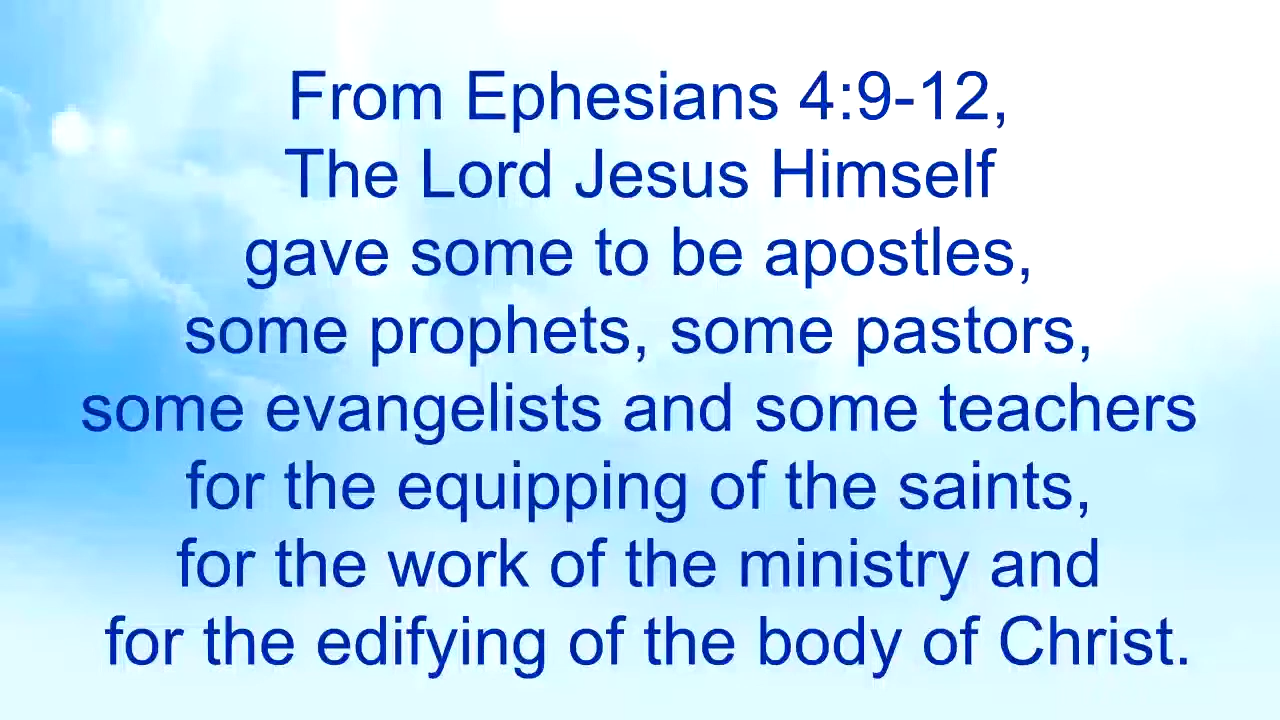 From Ephesians 4:9-12,
The Lord Jesus Himself
gave some to be apostles,
some prophets, some pastors,
some evangelists and some teachers
for the equipping of the saints,
for the work of the ministry and
for the edifying of the body of Christ.